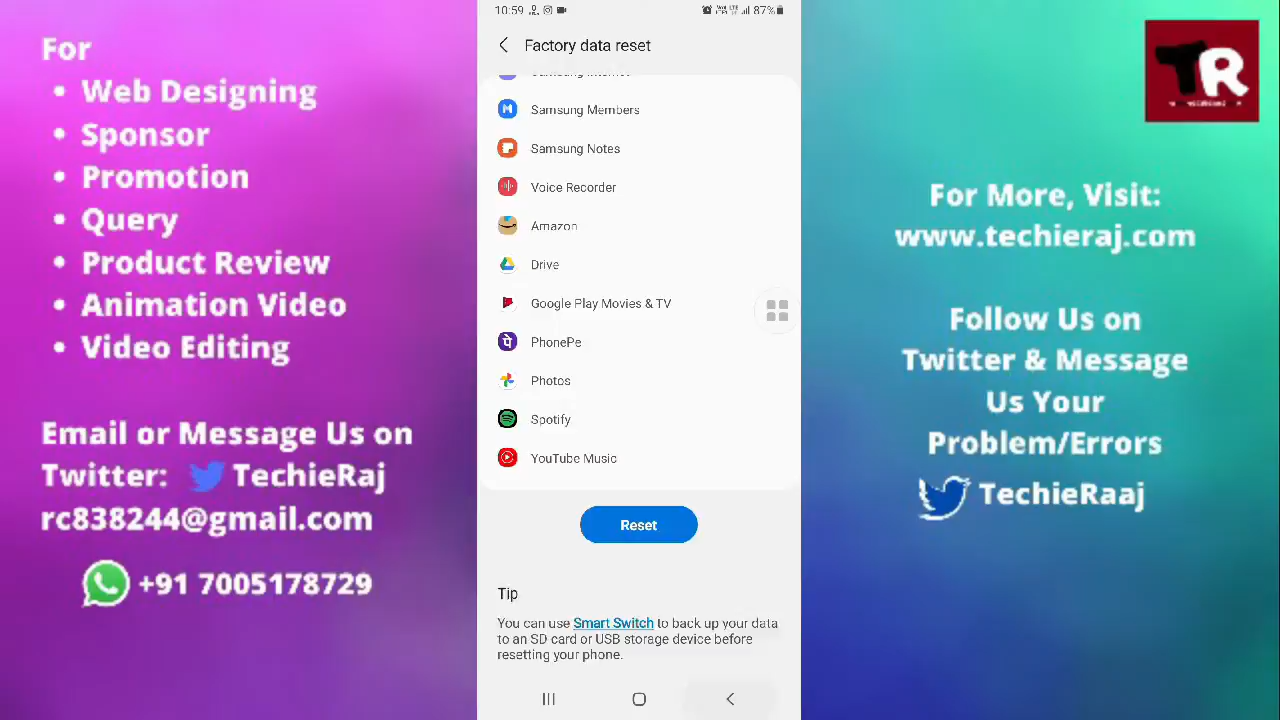 For
• Web Designing
• Sponsor
• Promotion
• Query
• Product Review
• Animation Video
• Video Editing
Email or Message Us on
Twitter: TechieRaj
rc838244@gmail.com
+91 7005178729
10:59
87%
Factory data reset
Samsung Internet
Samsung Members
Samsung Notes
Voice Recorder
Amazon
Drive
Google Play Movies & TV
PhonePe
Photos
Spotify
YouTube Music
Reset
Tip
You can use Smart Switch to back up your data
to an SD card or USB storage device before
resetting your phone.
TR
For More, Visit:
www.techieraj.com
Follow Us on
Twitter & Message
Us Your
Problem/Errors
TechieRaaj